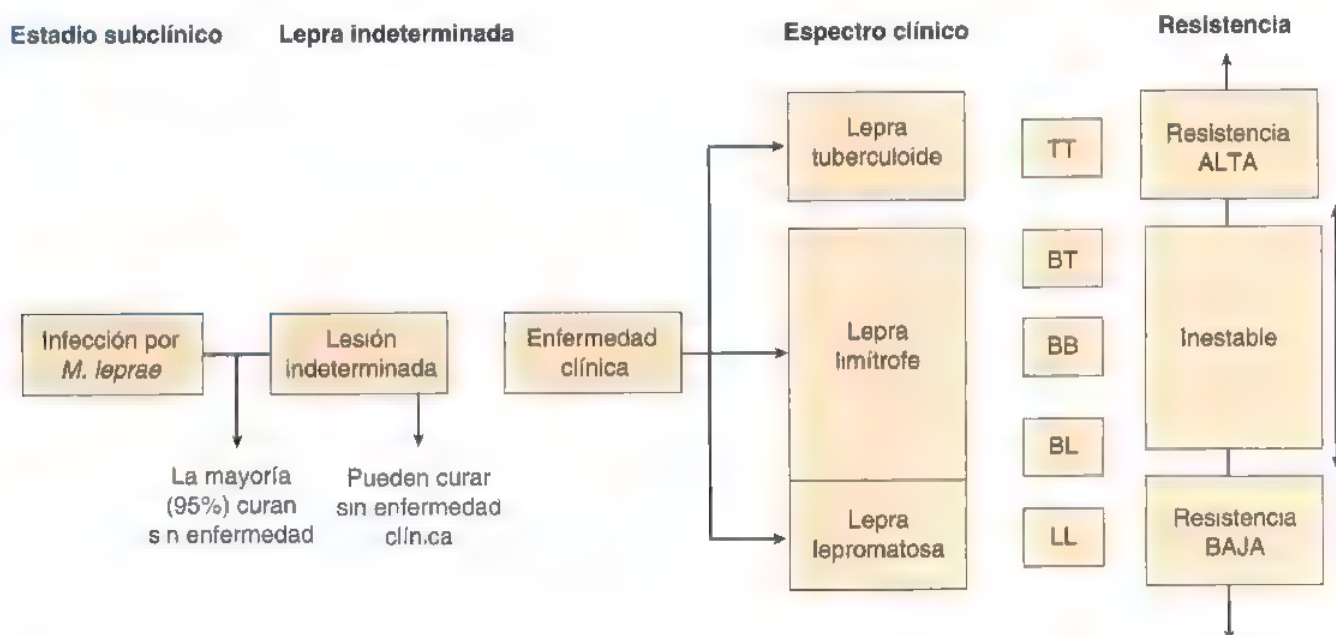 Estadio subclínico
Lepra indeterminada
Espectro clínico
Resistencia
Infección por
M. leprae
La mayoría
(95%) curan
s n enfermedad
Lesión
indeterminada
Pueden curar
sin enfermedad
clínica
Enfermedad
clínica
Lepra
tuberculoide
Lepra
limítrofe
Lepra
lepromatosa
TT
BT
BB
BL
LL
Resistencia
ALTA
Inestable
Resistencia
BAJA